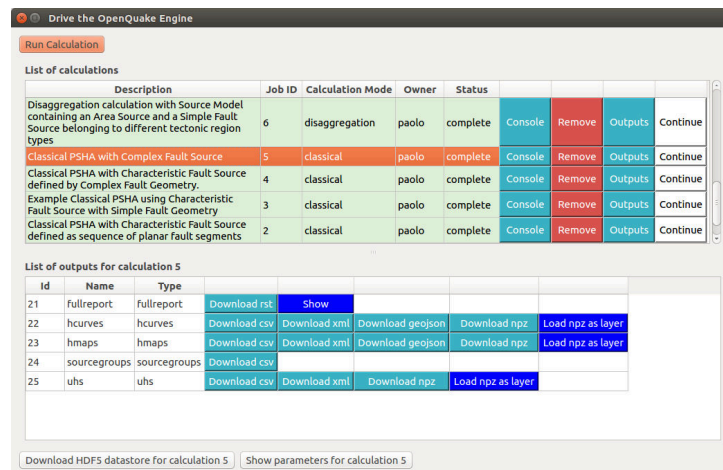 Drive the OpenQuake Engine
Run Calculation
List of calculations
Description Job ID Calculation Mode Owner Status
Disaggregation calculation with Source Model
containing an Area Source and a Simple Fault
Source belonging to different tectonic region
types
6 disaggregation paolo complete Console Remove Outputs Continue
Classical PSHA with Complex Fault Source 5 classical paolo complete Console Remove Outputs Continue
Classical PSHA with Characteristic Fault Source
defined by Complex Fault Geometry.
4 classical paolo complete Console Remove Outputs Continue
Example Classical PSHA using Characteristic
Fault Source with Simple Fault Geometry
3 classical paolo complete Console Remove Outputs Continue
Classical PSHA with Characteristic Fault Source
defined as sequence of planar fault segments
2 classical paolo complete Console Remove Outputs Continue
List of outputs for calculation 5
Id Name Type
21 fullreport fullreport Download rst Show
22 hcurves hcurves Download csv Download xml Download geojson Download npz Load npz as layer
23 hmaps hmaps Download csv Download xml Download geojson Download npz Load npz as layer
24 sourcegroups sourcegroups Download csv
25 uhs uhs Download csv Download xml Download npz Load npz as layer
Download HDF5 datastore for calculation 5 Show parameters for calculation 5